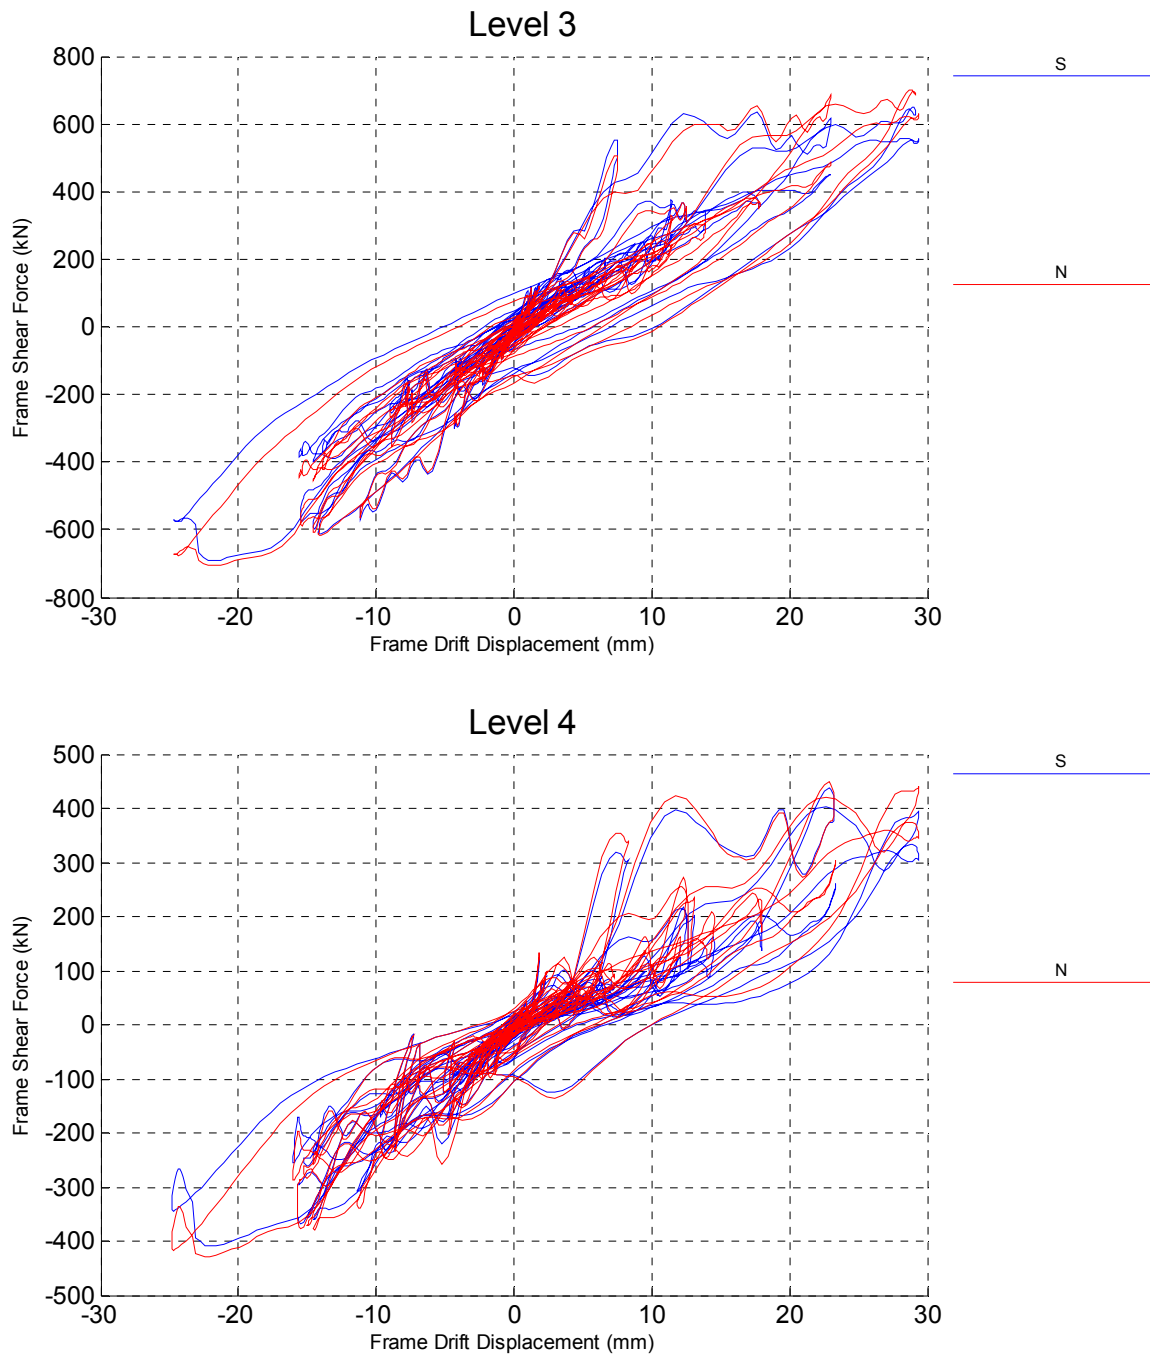 Level 3
800
600
400
200
0
-200
-400
-600
-800
Frame Shear Force (kN)
-30 -20 -10 0 10 20 30
Frame Drift Displacement (mm)
S
N
Level 4
500
400
300
200
100
0
-100
-200
-300
-400
-500
Frame Shear Force (kN)
-30 -20 -10 0 10 20 30
Frame Drift Displacement (mm)
S
N